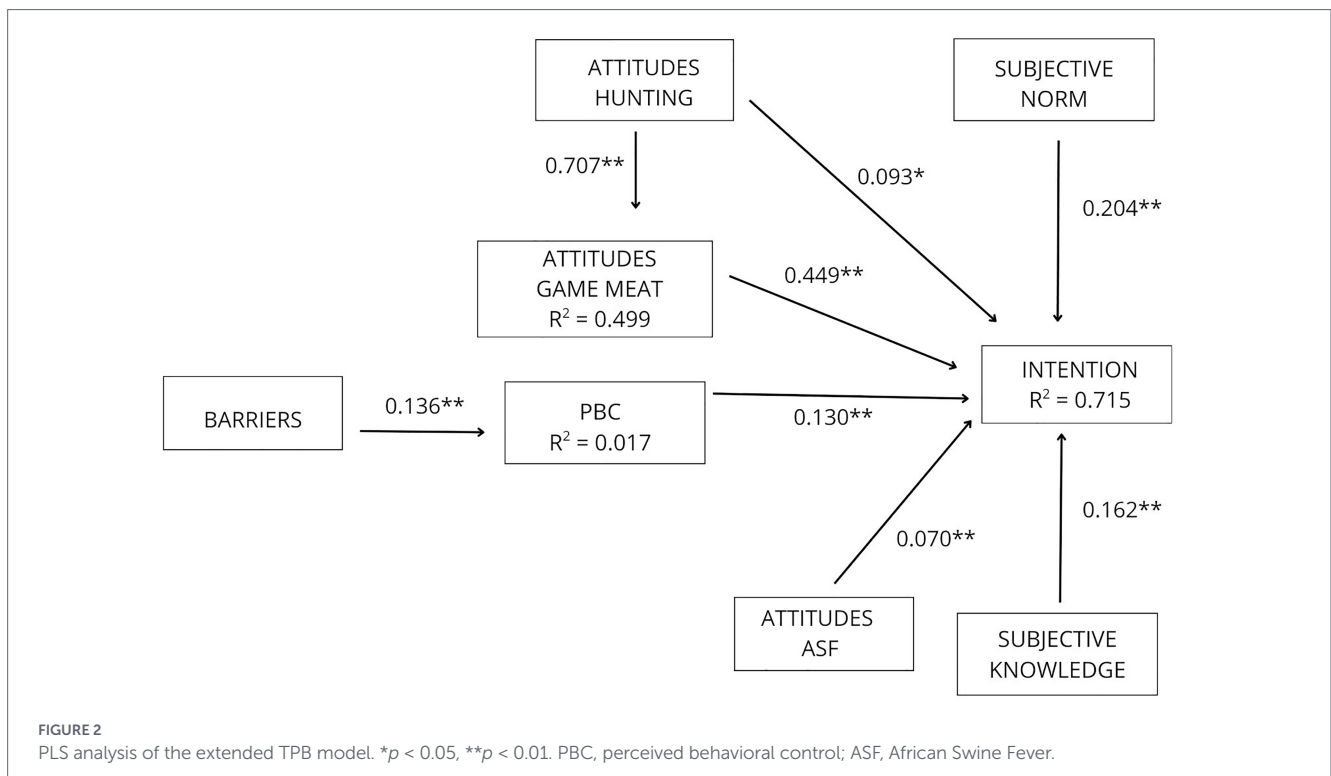 ATTITUDES
HUNTING
SUBJECTIVE
NORM
0.707**
0.093*
0.204**
ATTITUDES
GAME MEAT
R² = 0.499
0.449**
INTENTION
R² = 0.715
BARRIERS
0.136**
PBC
R² = 0.017
0.130**
0.070**
0.162**
ATTITUDES
ASF
SUBJECTIVE
KNOWLEDGE
FIGURE 2
PLS analysis of the extended TPB model. *p < 0.05, **p < 0.01. PBC, perceived behavioral control; ASF, African Swine Fever.